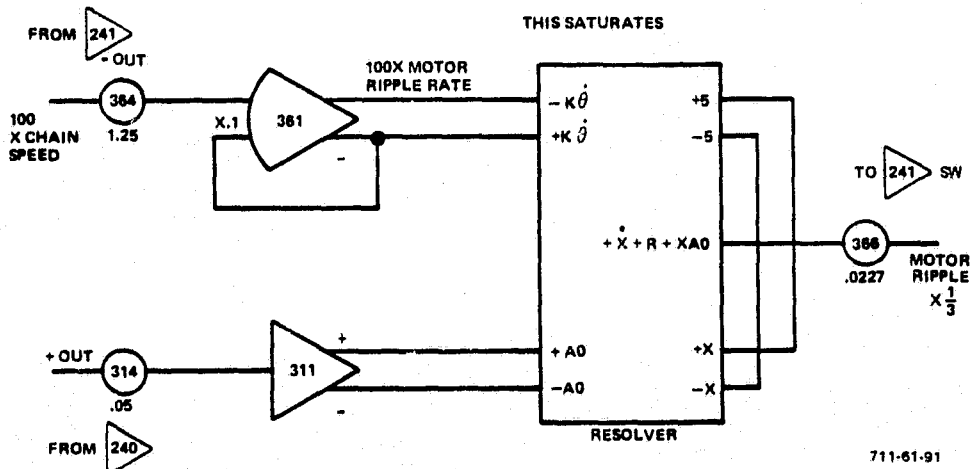 THIS SATURATES
FROM 241
- OUT
100X MOTOR
RIPPLE RATE
364
1.25
100
X CHAIN
SPEED
X.1
361
-
- K θ̇
+K θ̇
+5
-5
TO 241 SW
+ Ẋ + R + XA0
366
.0227
MOTOR
RIPPLE
X 1/3
+ OUT
314
.05
311
+
-
+ A0
-A0
+X
-X
FROM 240
RESOLVER
711-61-91